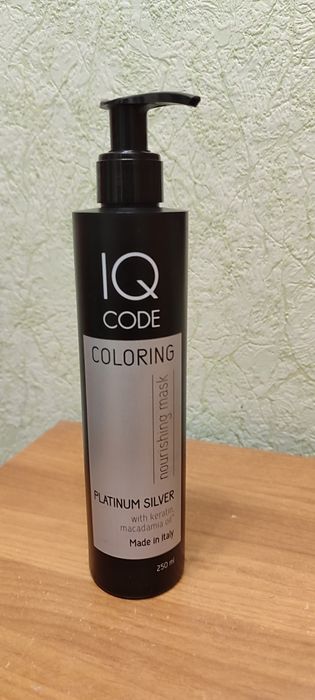 IQ
CODE
COLORING
nourishing mask
PLATINUM SILVER
with keratin,
macadamia oil
Made in Italy
250 ml